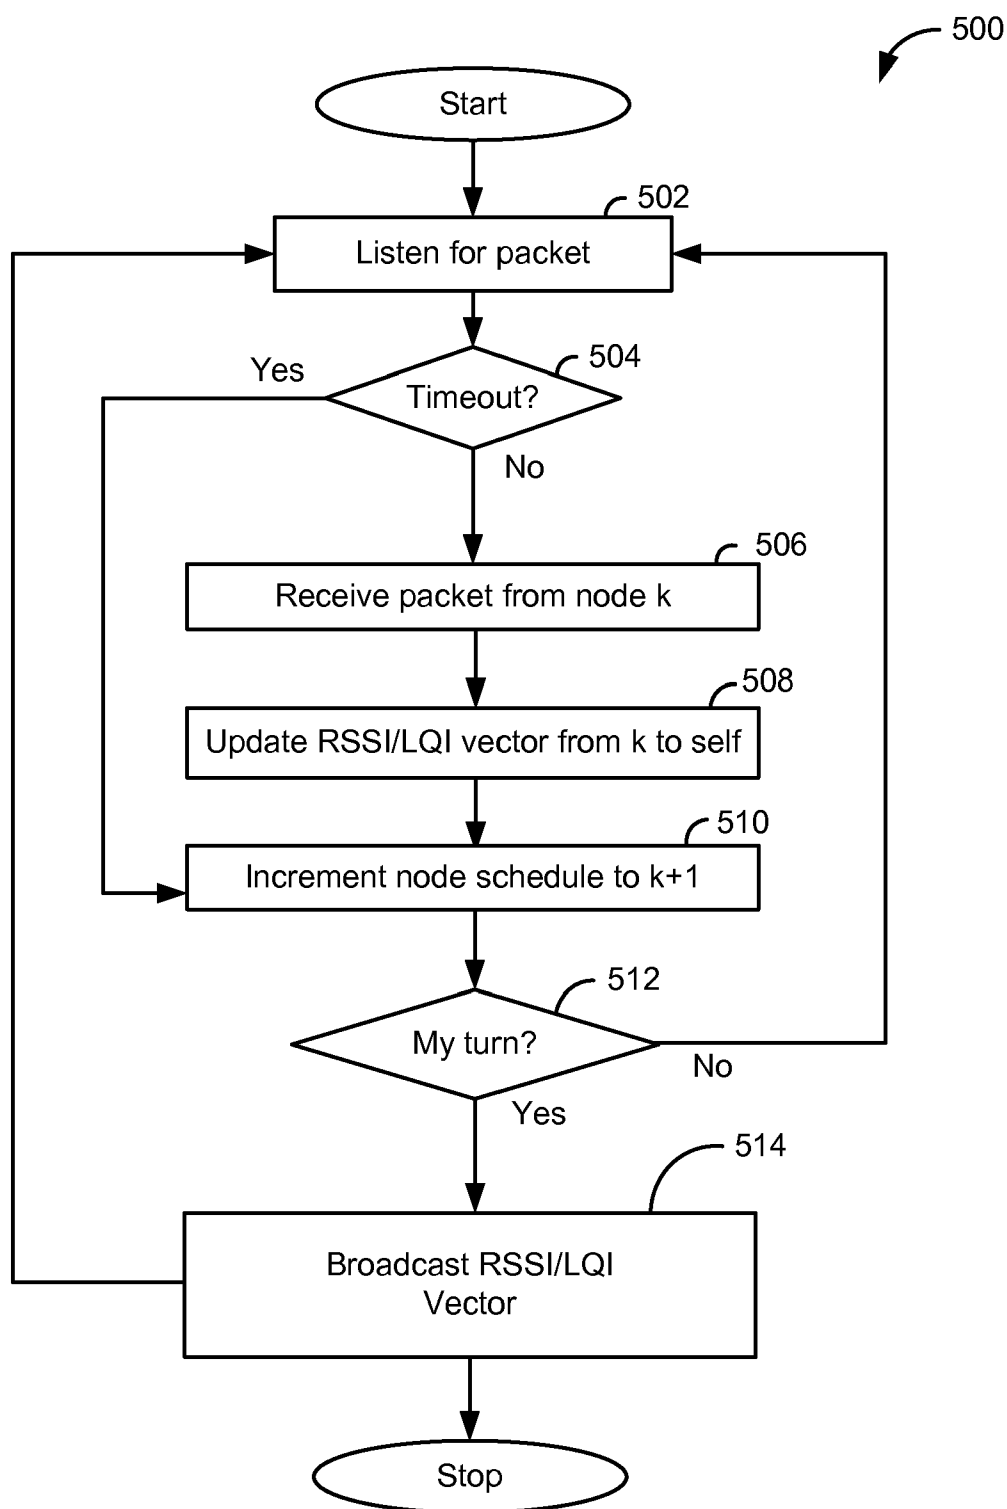 500
Start
502
Listen for packet
504
Yes
Timeout?
No
506
Receive packet from node k
508
Update RSSI/LQI vector from k to self
510
Increment node schedule to k+1
512
My turn?
No
Yes
514
Broadcast RSSI/LQI
Vector
Stop